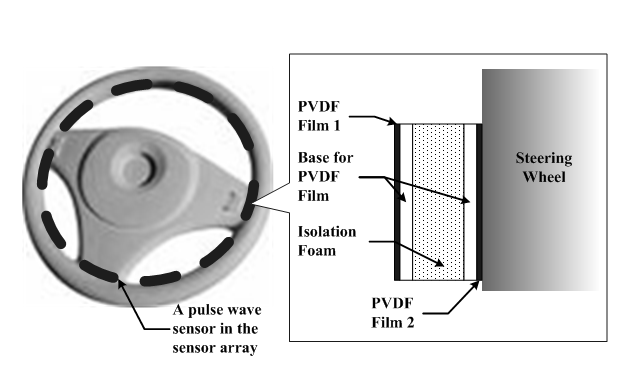 PVDF
Film 1
Base for
PVDF
Film
Isolation
Foam
PVDF
Film 2
Steering
Wheel
A pulse wave
sensor in the
sensor array